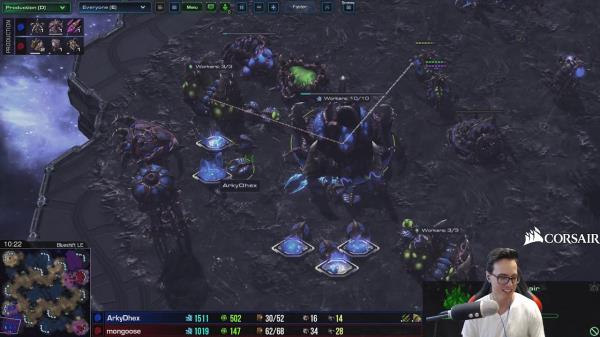 Production (D)
Everyone (E)
Menu
Faster
PRODUCTION
Workers: 3/3
Workers: 10/10
ArkyDhex
Workers: 3/3
CORSAIR
10:22
Blueshift LE
ArkyDhex 1511 502 30/52 16 14
mongoose 1019 147 62/68 34 28